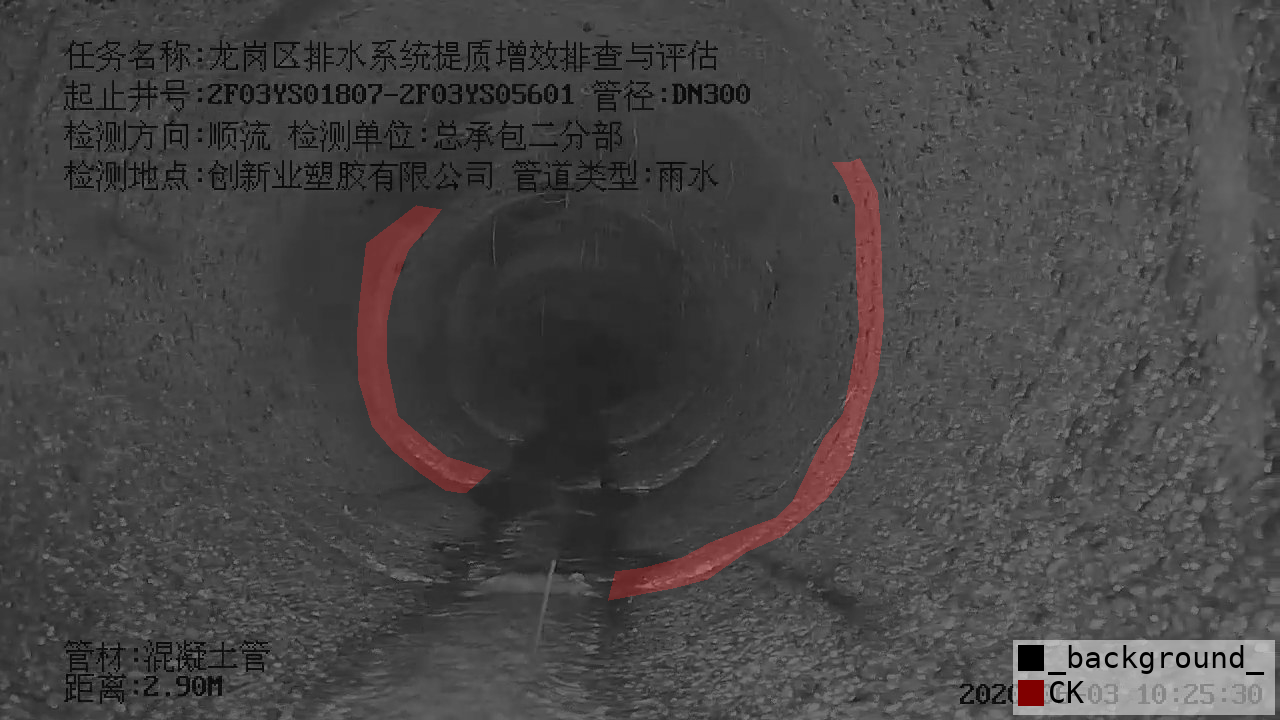 任务名称:龙岗区排水系统提质增效排查与评估
起止井号:2F03YS01807-2F03YS05601 管径:DN300
检测方向:顺流 检测单位:总承包二分部
检测地点:创新业塑胶有限公司 管道类型:雨水
管材:混凝土管
距离:2.90M
_background_
CK
03 10:25:30